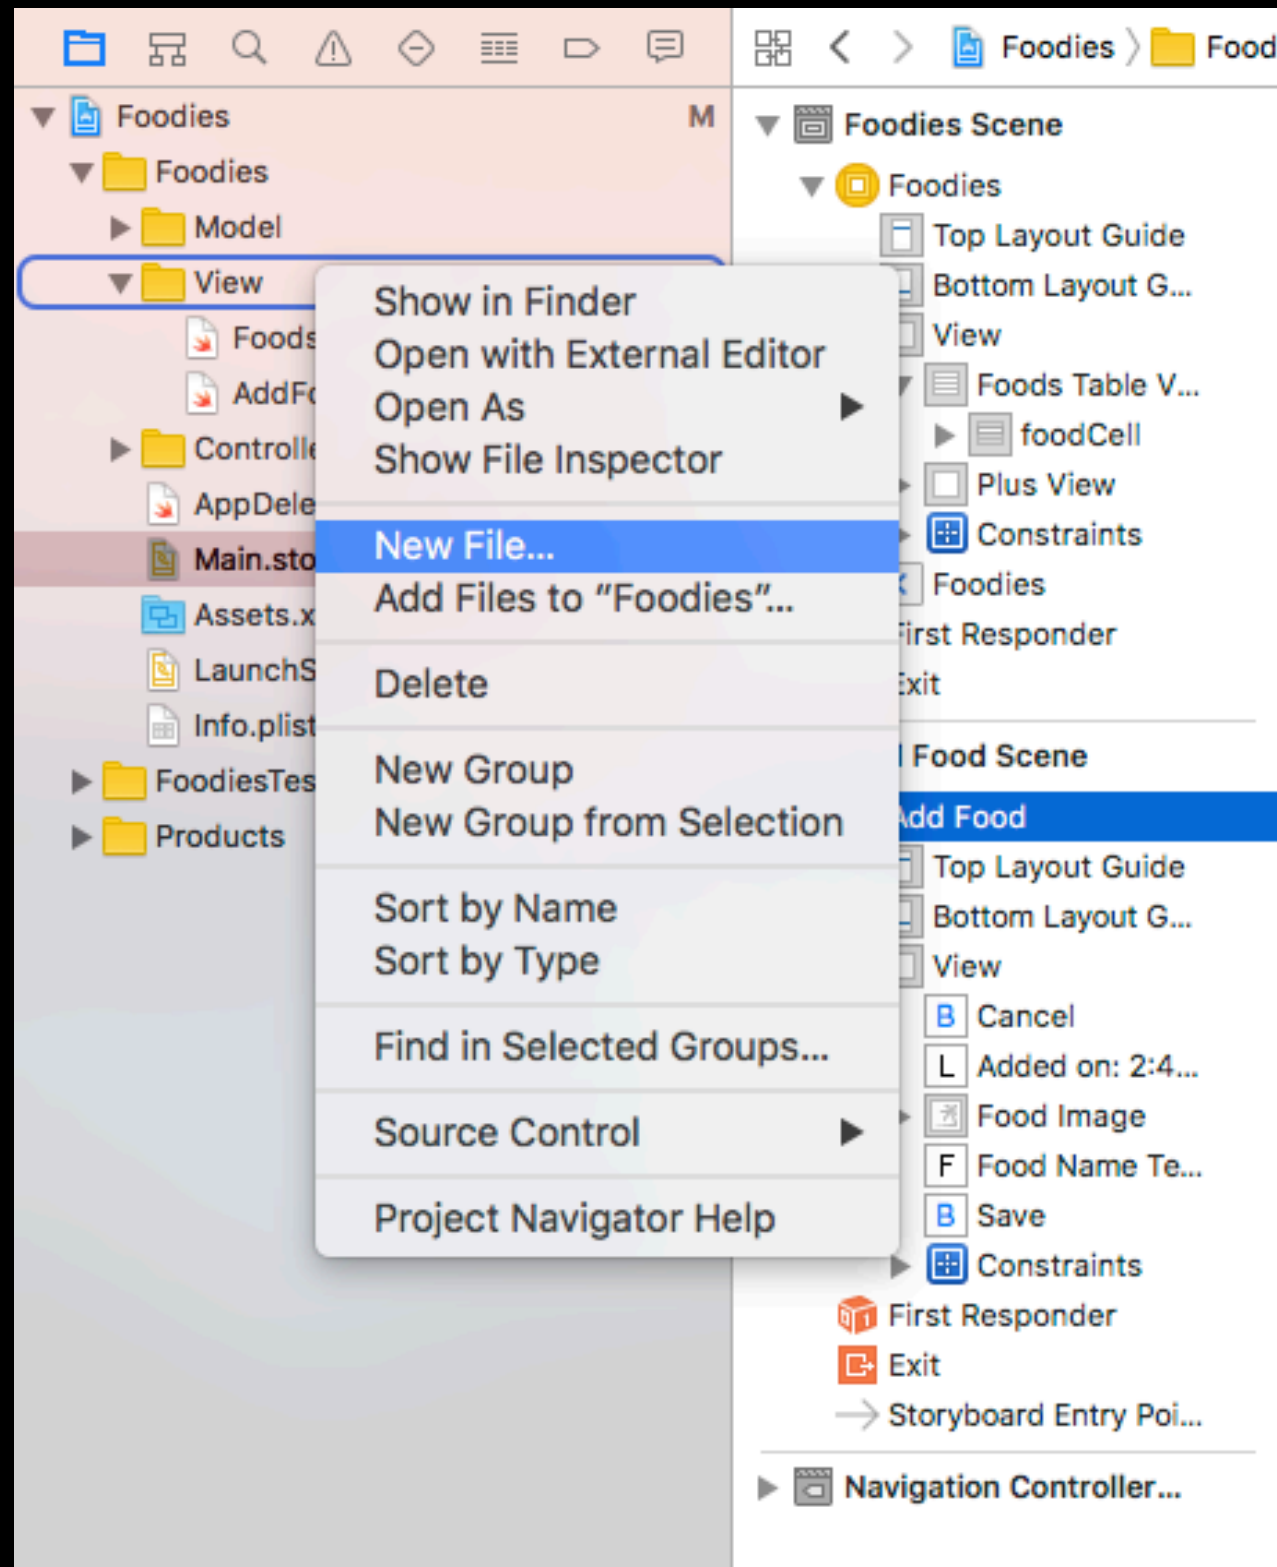 Foodies > Food
Foodies M
Foodies
Model
View
Foods
AddFo
Controlle
AppDele
Main.sto
Assets.x
LaunchS
Info.plist
FoodiesTes
Products
Show in Finder
Open with External Editor
Open As
Show File Inspector
New File...
Add Files to “Foodies”...
Delete
New Group
New Group from Selection
Sort by Name
Sort by Type
Find in Selected Groups...
Source Control
Project Navigator Help
Foodies Scene
Foodies
Top Layout Guide
Bottom Layout G...
View
Foods Table V...
foodCell
Plus View
Constraints
Foodies
First Responder
Exit
Food Scene
Add Food
Top Layout Guide
Bottom Layout G...
View
B Cancel
L Added on: 2:4...
Food Image
F Food Name Te...
B Save
Constraints
First Responder
Exit
Storyboard Entry Poi...
Navigation Controller...